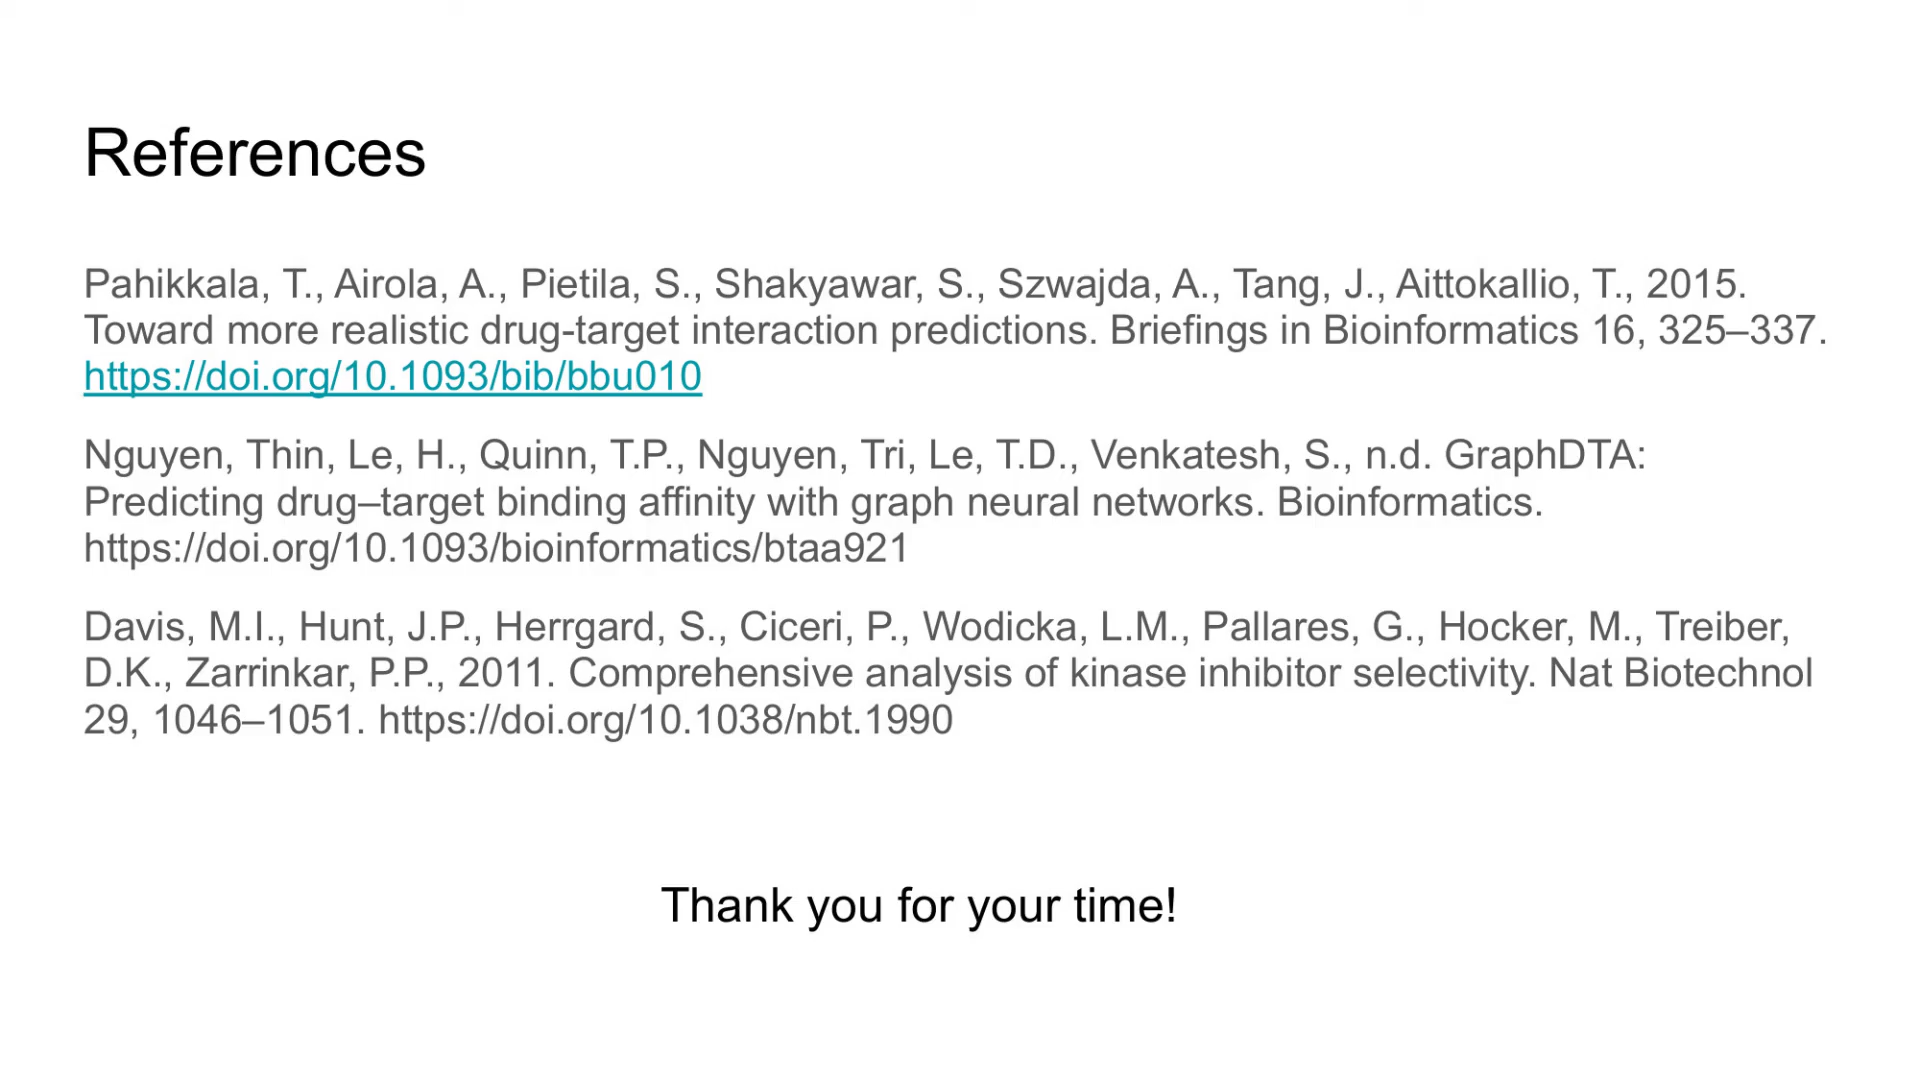 References
Pahikkala, T., Airola, A., Pietila, S., Shakyawar, S., Szwajda, A., Tang, J., Aittokallio, T., 2015.
Toward more realistic drug-target interaction predictions. Briefings in Bioinformatics 16, 325–337.
https://doi.org/10.1093/bib/bbu010
Nguyen, Thin, Le, H., Quinn, T.P., Nguyen, Tri, Le, T.D., Venkatesh, S., n.d. GraphDTA:
Predicting drug–target binding affinity with graph neural networks. Bioinformatics.
https://doi.org/10.1093/bioinformatics/btaa921
Davis, M.I., Hunt, J.P., Herrgard, S., Ciceri, P., Wodicka, L.M., Pallares, G., Hocker, M., Treiber,
D.K., Zarrinkar, P.P., 2011. Comprehensive analysis of kinase inhibitor selectivity. Nat Biotechnol
29, 1046–1051. https://doi.org/10.1038/nbt.1990
Thank you for your time!